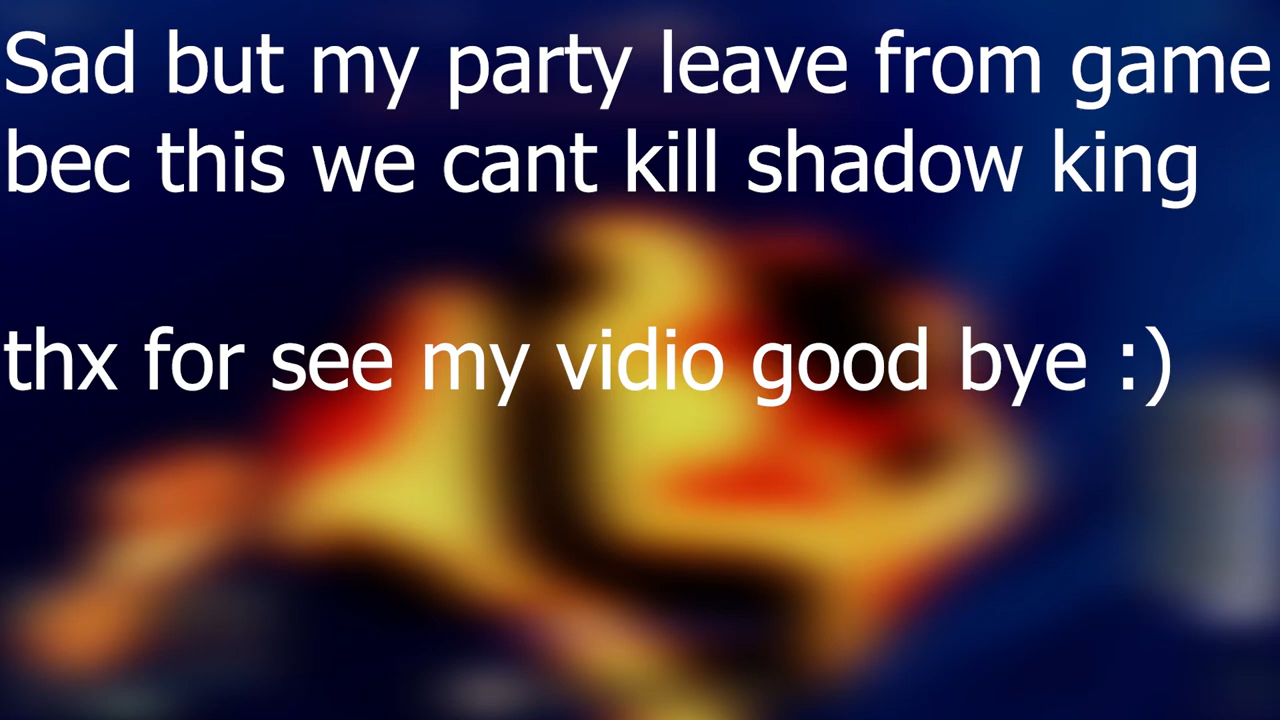 Sad but my party leave from game
bec this we cant kill shadow king
thx for see my vidio good bye :)